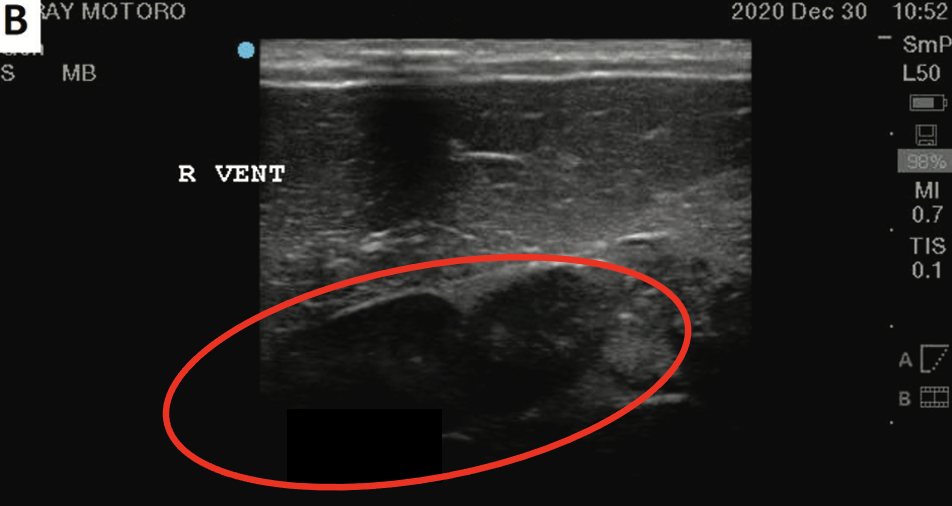 B
RAY MOTORO
2020 Dec 30 10:52
S MB
SmP
L50
R VENT
98%
MI
0.7
TIS
0.1
A
B